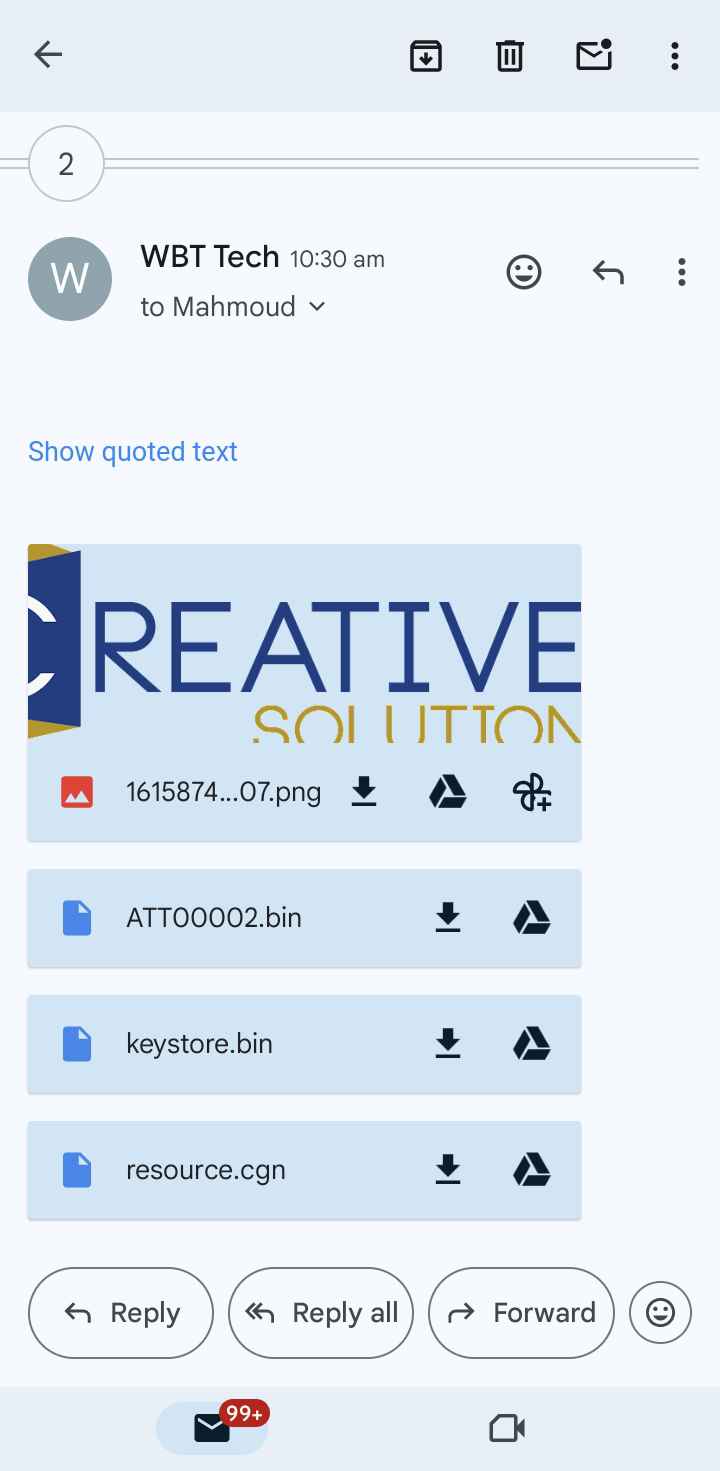 2
W
WBT Tech 10:30 am
to Mahmoud
Show quoted text
CREATIVE
SOLUTION
1615874...07.png
ATT00002.bin
keystore.bin
resource.cgn
Reply
Reply all
Forward
99+